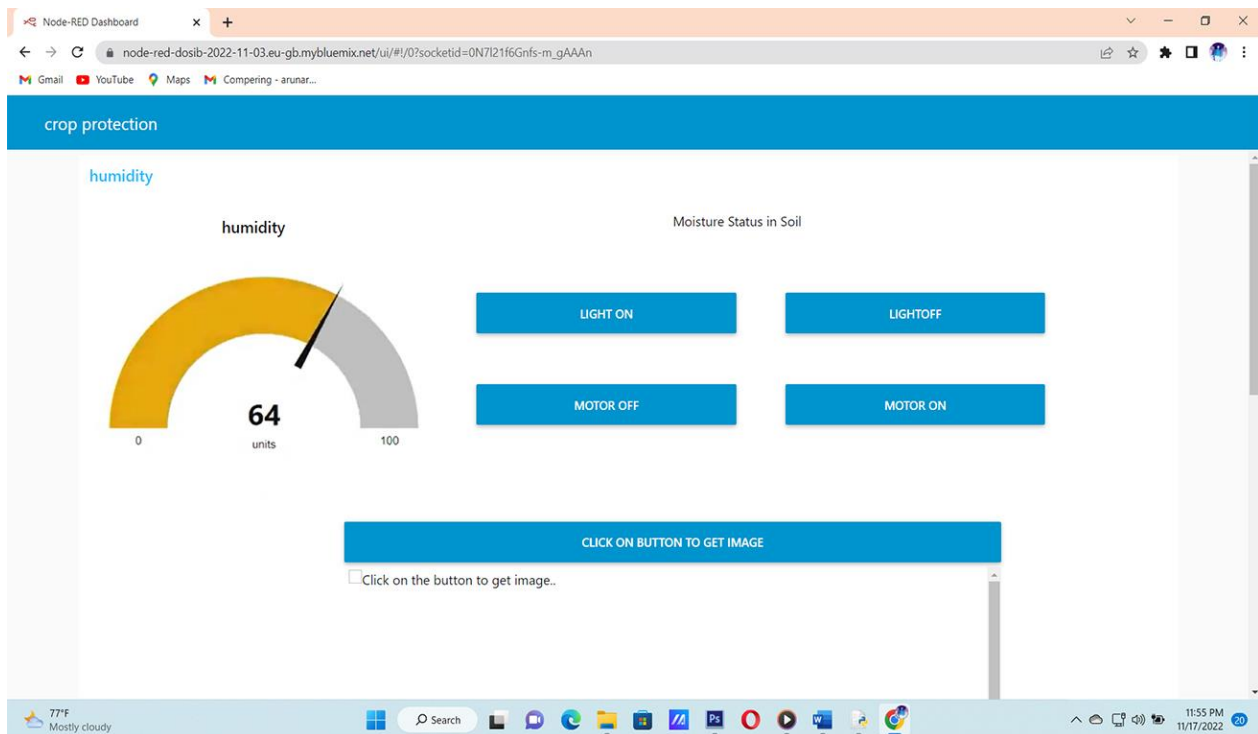 Node-RED Dashboard
node-red-dosib-2022-11-03.eu-gb.mybluemix.net/ui/#!/0?socketid=0N7l21f6Gnfs-m_gAAAn
Gmail YouTube Maps Compering - arunar...
crop protection
humidity
humidity
Moisture Status in Soil
LIGHT ON LIGHTOFF
MOTOR OFF MOTOR ON
64
0 units 100
CLICK ON BUTTON TO GET IMAGE
Click on the button to get image..
77°F
Mostly cloudy
Search
Ps
W
11:55 PM
11/17/2022
20